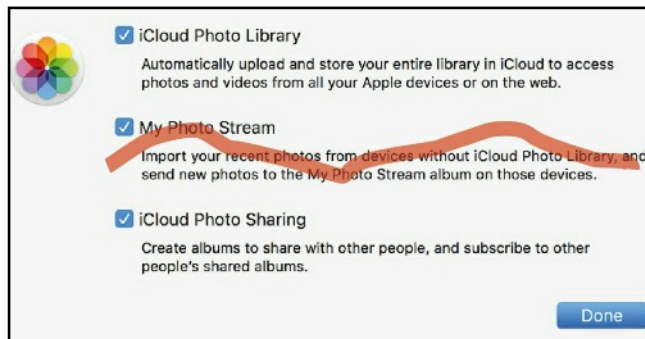 iCloud Photo Library
Automatically upload and store your entire library in iCloud to access
photos and videos from all your Apple devices or on the web.
My Photo Stream
Import your recent photos from devices without iCloud Photo Library, and
send new photos to the My Photo Stream album on those devices.
iCloud Photo Sharing
Create albums to share with other people, and subscribe to other
people's shared albums.
Done